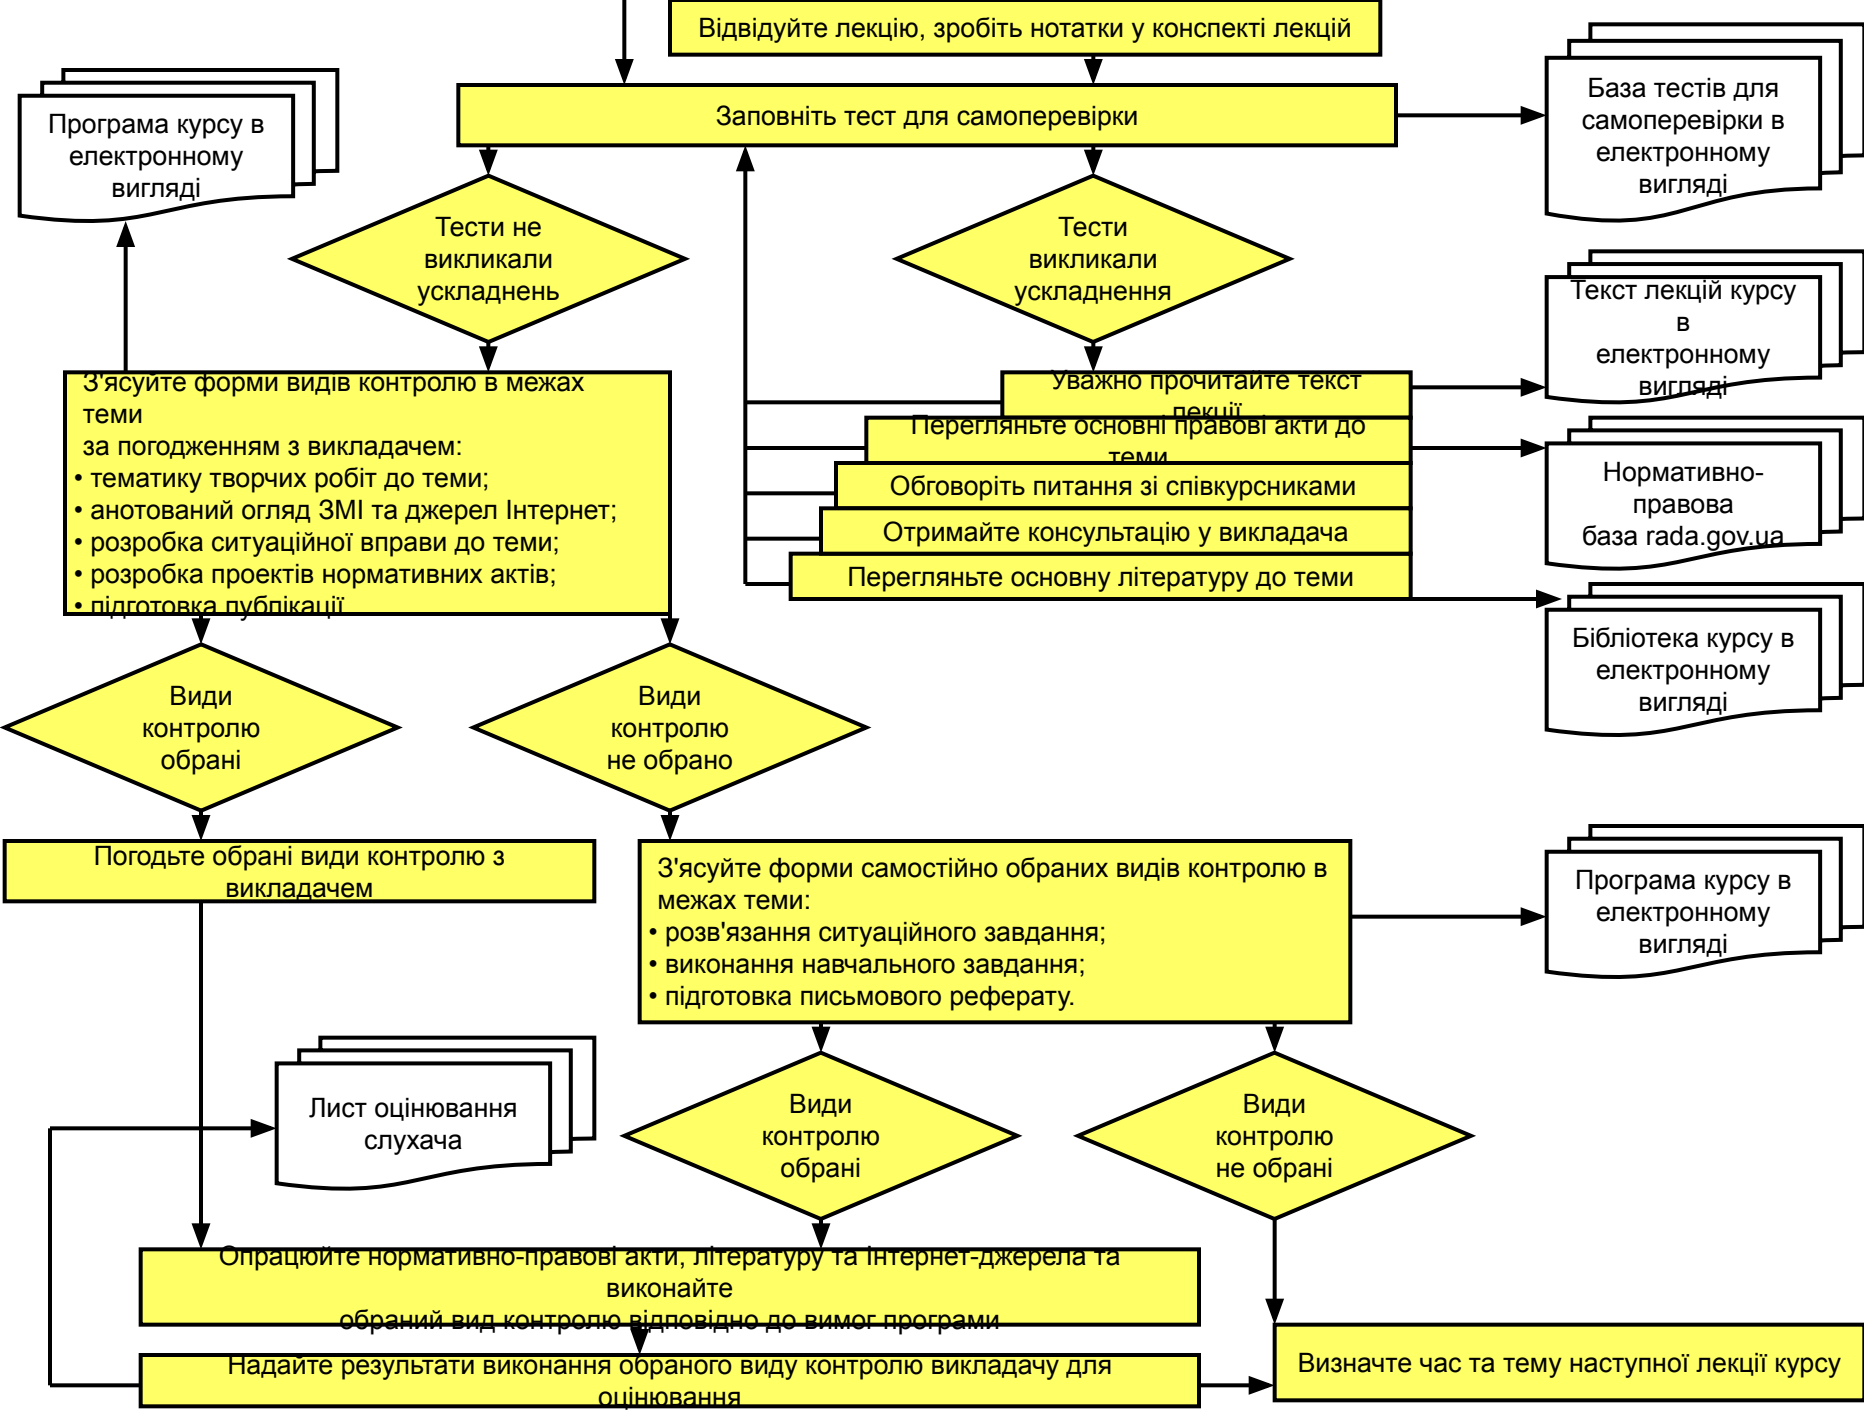 Відвідуйте лекцію, зробіть нотатки у конспекті лекцій
Заповніть тест для самоперевірки
База тестів для
самоперевірки в
електронному
вигляді
Програма курсу в
електронному
вигляді
Тести не
викликали
ускладнень
Тести
викликали
ускладнення
Текст лекцій курсу
в
електронному
вигляді
З'ясуйте форми видів контролю в межах
теми
за погодженням з викладачем:
• тематику творчих робіт до теми;
• анотований огляд ЗМІ та джерел Інтернет;
• розробка ситуаційної вправи до теми;
• розробка проектів нормативних актів;
• підготовка публікації
Уважно прочитайте текст
лекції
Перегляньте основні правові акти до
теми
Обговоріть питання зі співкурсниками
Отримайте консультацію у викладача
Перегляньте основну літературу до теми
Нормативно-
правова
база rada.gov.ua
Бібліотека курсу в
електронному
вигляді
Види
контролю
обрані
Види
контролю
не обрано
Погодьте обрані види контролю з
викладачем
З'ясуйте форми самостійно обраних видів контролю в
межах теми:
• розв'язання ситуаційного завдання;
• виконання навчального завдання;
• підготовка письмового реферату.
Програма курсу в
електронному
вигляді
Лист оцінювання
слухача
Види
контролю
обрані
Види
контролю
не обрані
Опрацюйте нормативно-правові акти, літературу та Інтернет-джерела та
виконайте
обраний вид контролю відповідно до вимог програми
Надайте результати виконання обраного виду контролю викладачу для
оцінювання
Визначте час та тему наступної лекції курсу